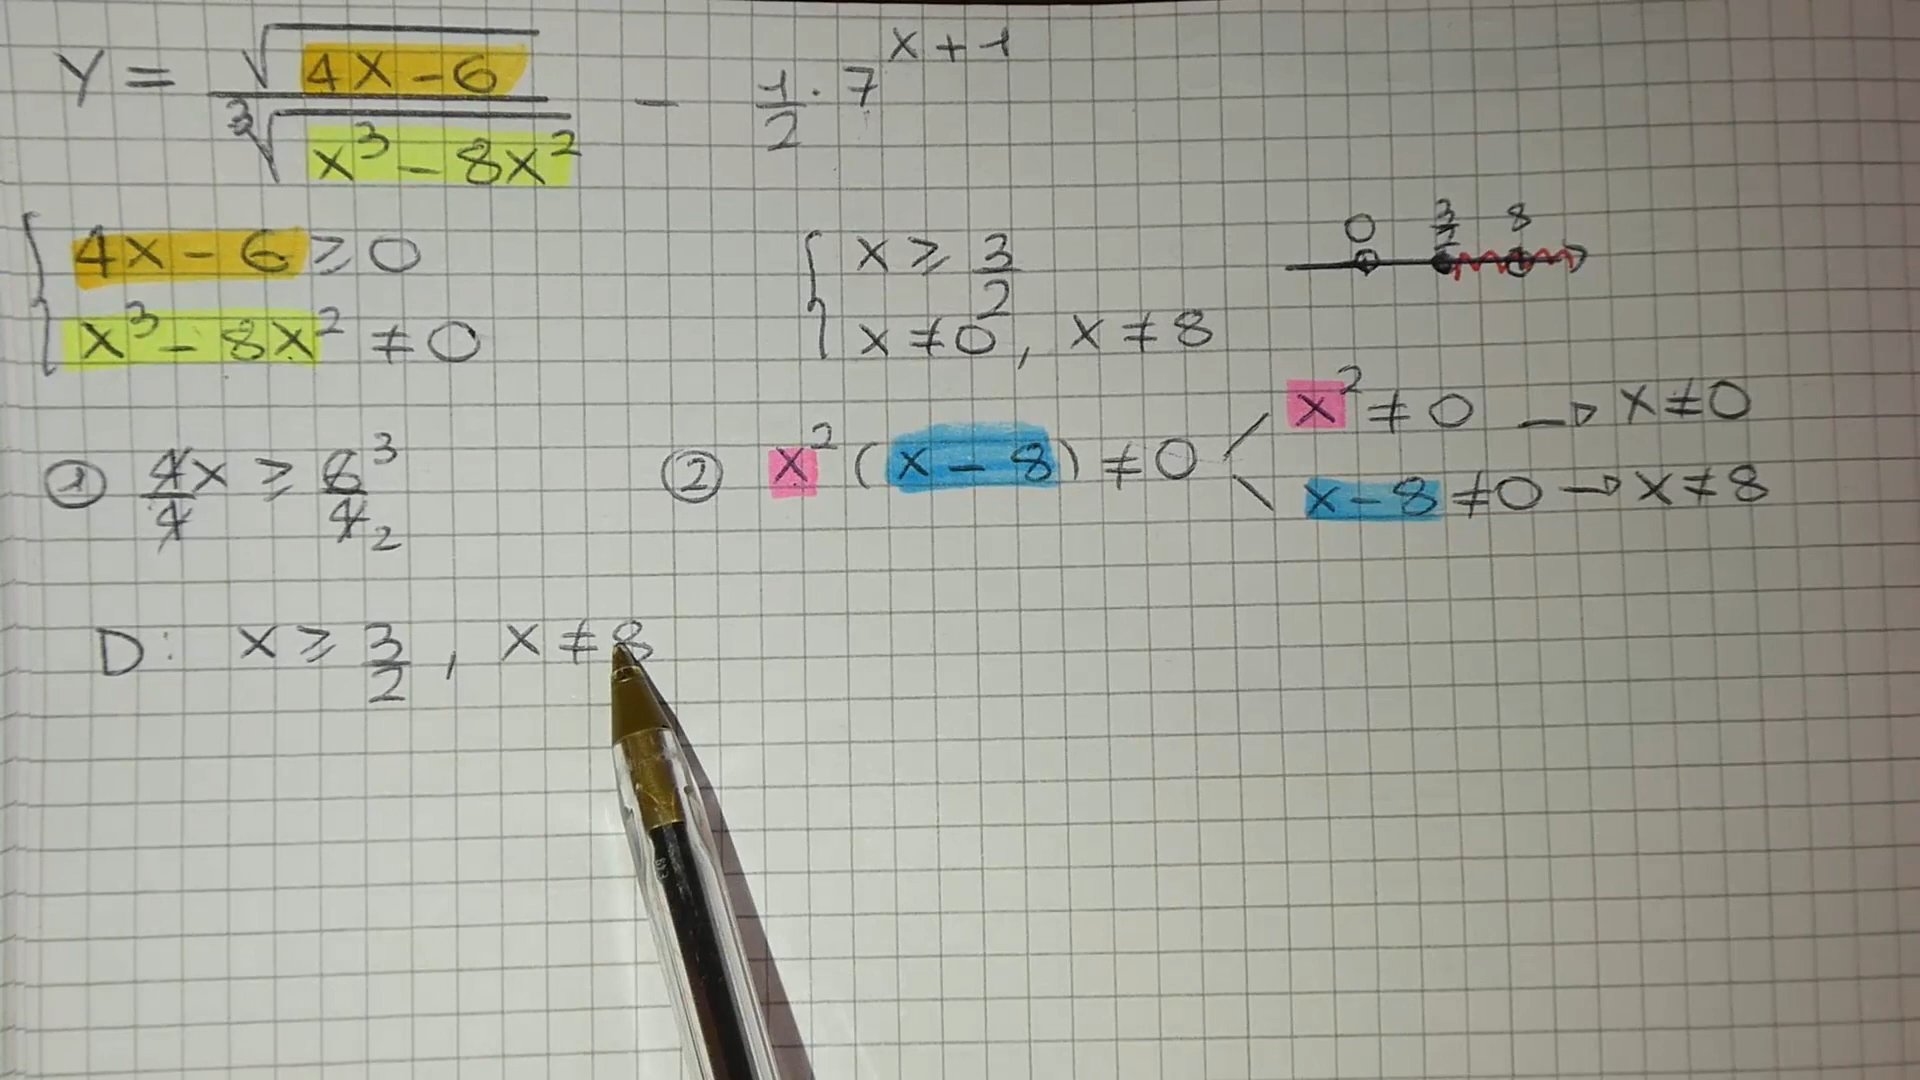 Y = √(4x - 6) / ∛(x³ - 8x²) - 1/2 · 7^(x+1)
{ 4x - 6 ≥ 0
x³ - 8x² ≠ 0
{ x ≥ 3/2
x ≠ 0, x ≠ 8
0 3/2 8
① 4x/4 ≥ 6/4 3 2
② x² (x - 8) ≠ 0
x² ≠ 0 → x ≠ 0
x - 8 ≠ 0 → x ≠ 8
D: x ≥ 3/2, x ≠ 8